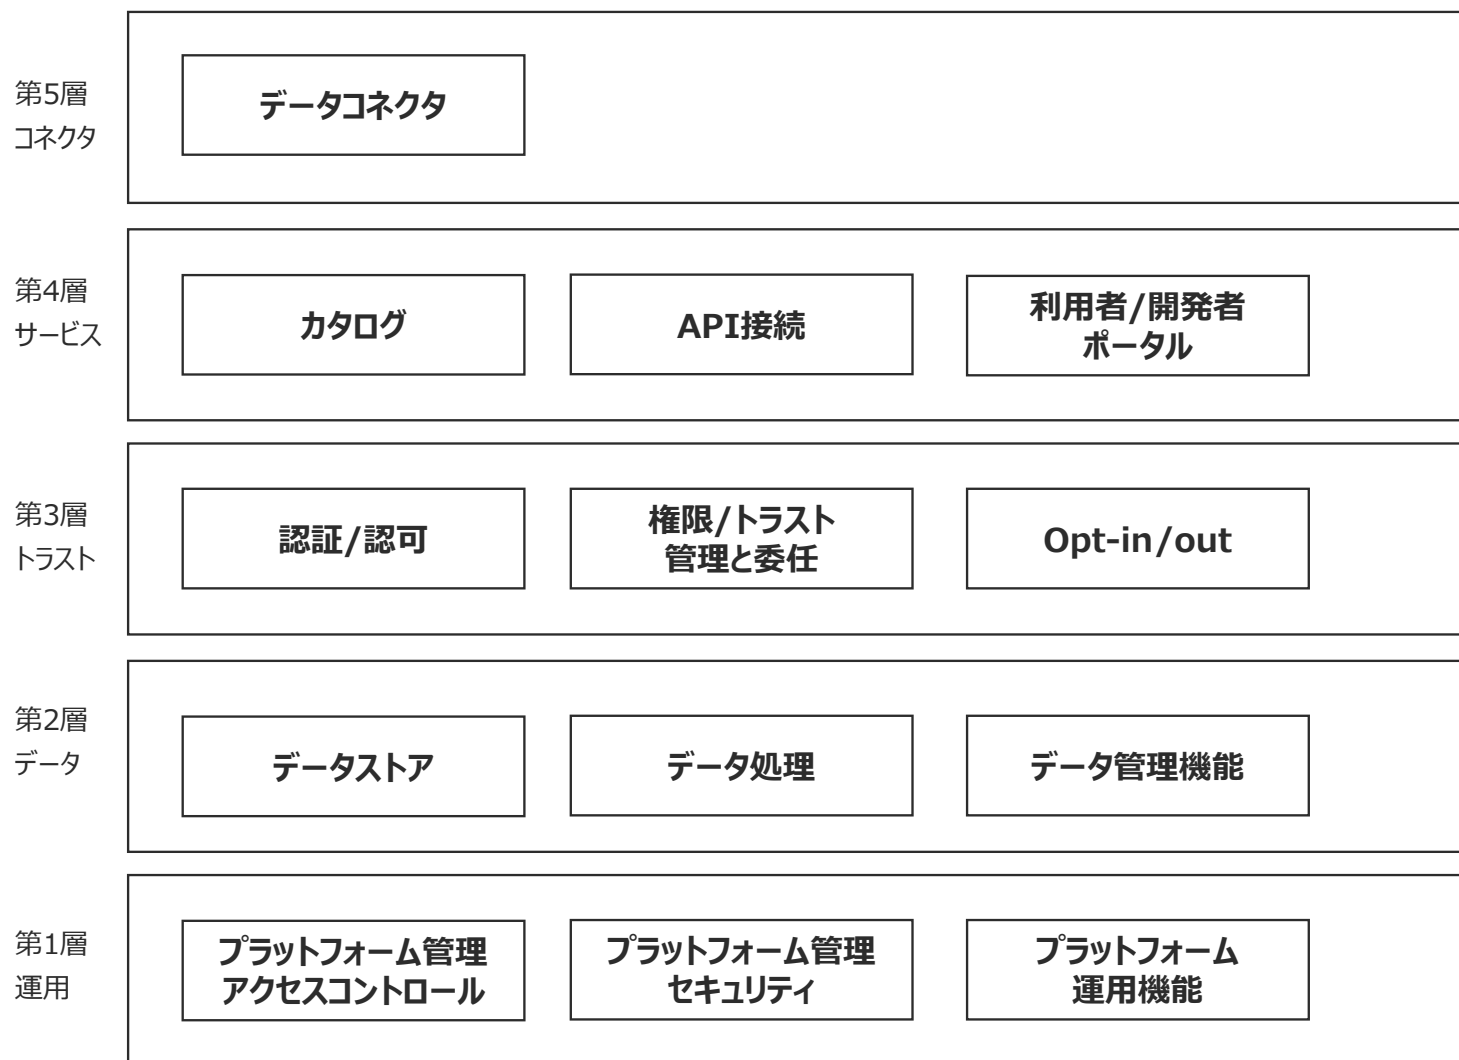 第5層
コネクタ
データコネクタ
第4層
サービス
カタログ
API接続
利用者/開発者
ポータル
第3層
トラスト
認証/認可
権限/トラスト
管理と委任
Opt-in/out
第2層
データ
データストア
データ処理
データ管理機能
第1層
運用
プラットフォーム管理
アクセスコントロール
プラットフォーム管理
セキュリティ
プラットフォーム
運用機能